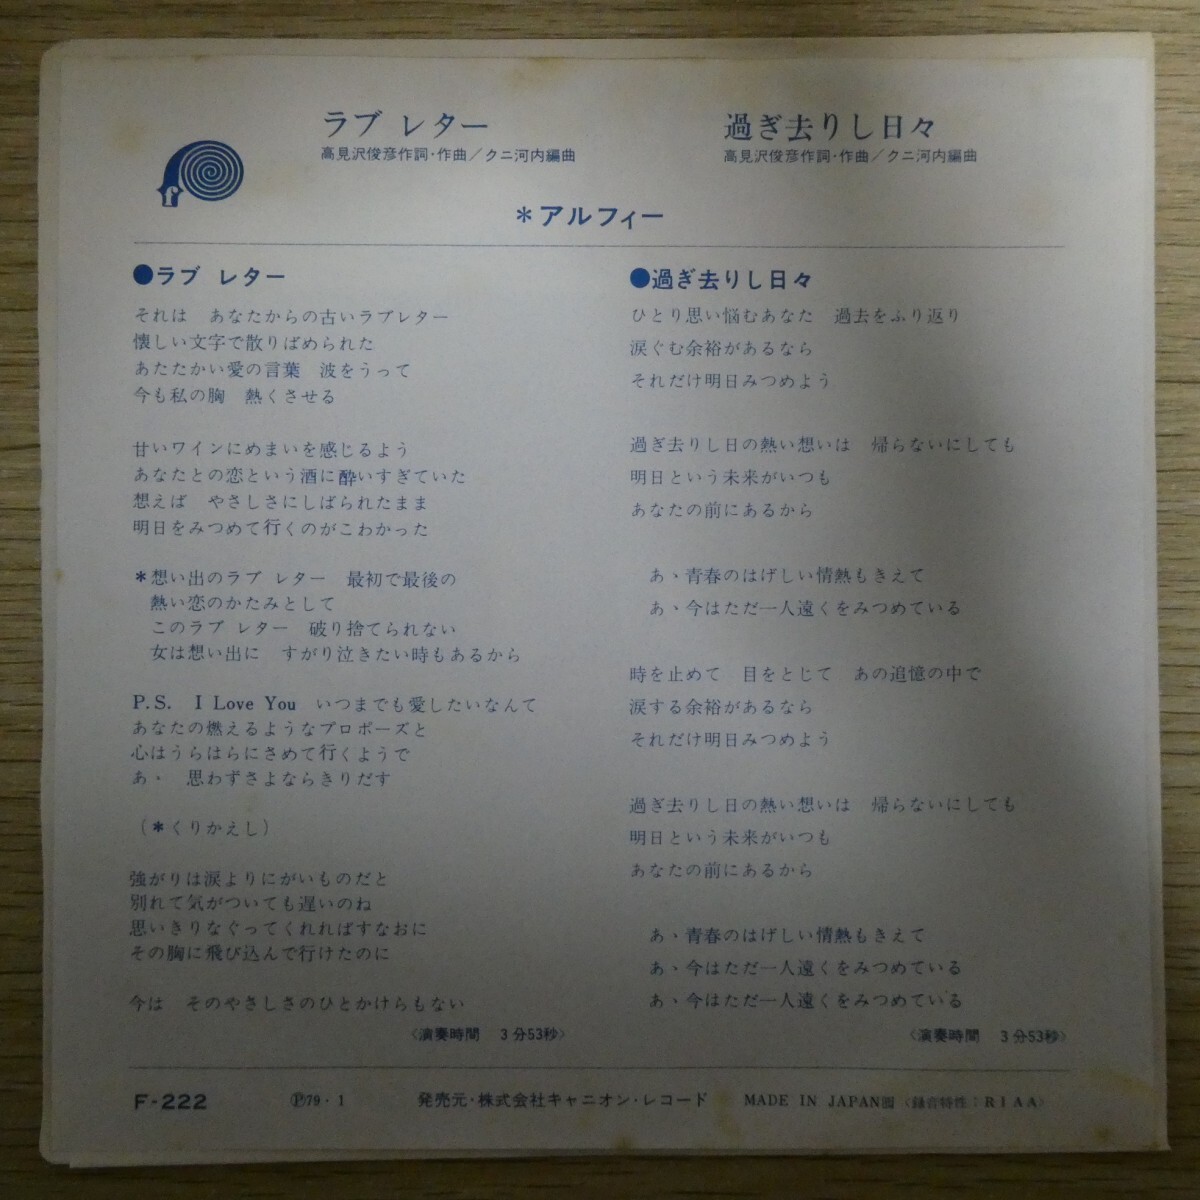 ラブ レター
高見沢俊彦作詞・作曲／クニ河内編曲
過ぎ去りし日々
高見沢俊彦作詞・作曲／クニ河内編曲
f
＊アルフィー
●ラブ レター
それは　あなたからの古いラブレター
懐しい文字で散りばめられた
あたたかい愛の言葉　波をうって
今も私の胸　熱くさせる
甘いワインにめまいを感じるよう
あなたとの恋という酒に酔いすぎていた
想えば　やさしさにしばられたまま
明日をみつめて行くのがこわかった
＊想い出のラブ レター　最初で最後の
熱い恋のかたみとして
このラブ レター　破り捨てられない
女は想い出に　すがり泣きたい時もあるから
P.S.　I Love You　いつまでも愛したいなんて
あなたの燃えるようなプロポーズと
心はうらはらにさめて行くようで
あゝ　思わずさよならきりだす
（＊くりかえし）
強がりは涙よりにがいものだと
別れて気がついても遅いのね
思いきりなぐってくれればすなおに
その胸に飛び込んで行けたのに
今は　そのやさしさのひとかけらもない
〈演奏時間　3分53秒〉
●過ぎ去りし日々
ひとり思い悩むあなた　過去をふり返り
涙ぐむ余裕があるなら
それだけ明日みつめよう
過ぎ去りし日の熱い想いは　帰らないにしても
明日という未来がいつも
あなたの前にあるから
あゝ青春のはげしい情熱もきえて
あゝ今はただ一人遠くをみつめている
時を止めて　目をとじて　あの追憶の中で
涙する余裕があるなら
それだけ明日みつめよう
過ぎ去りし日の熱い想いは　帰らないにしても
明日という未来がいつも
あなたの前にあるから
あゝ青春のはげしい情熱もきえて
あゝ今はただ一人遠くをみつめている
あゝ今はただ一人遠くをみつめている
〈演奏時間　3分53秒〉
F-222　Ⓟ79・1　発売元・株式会社キャニオン・レコード　MADE IN JAPAN　〈録音特性：RIAA〉